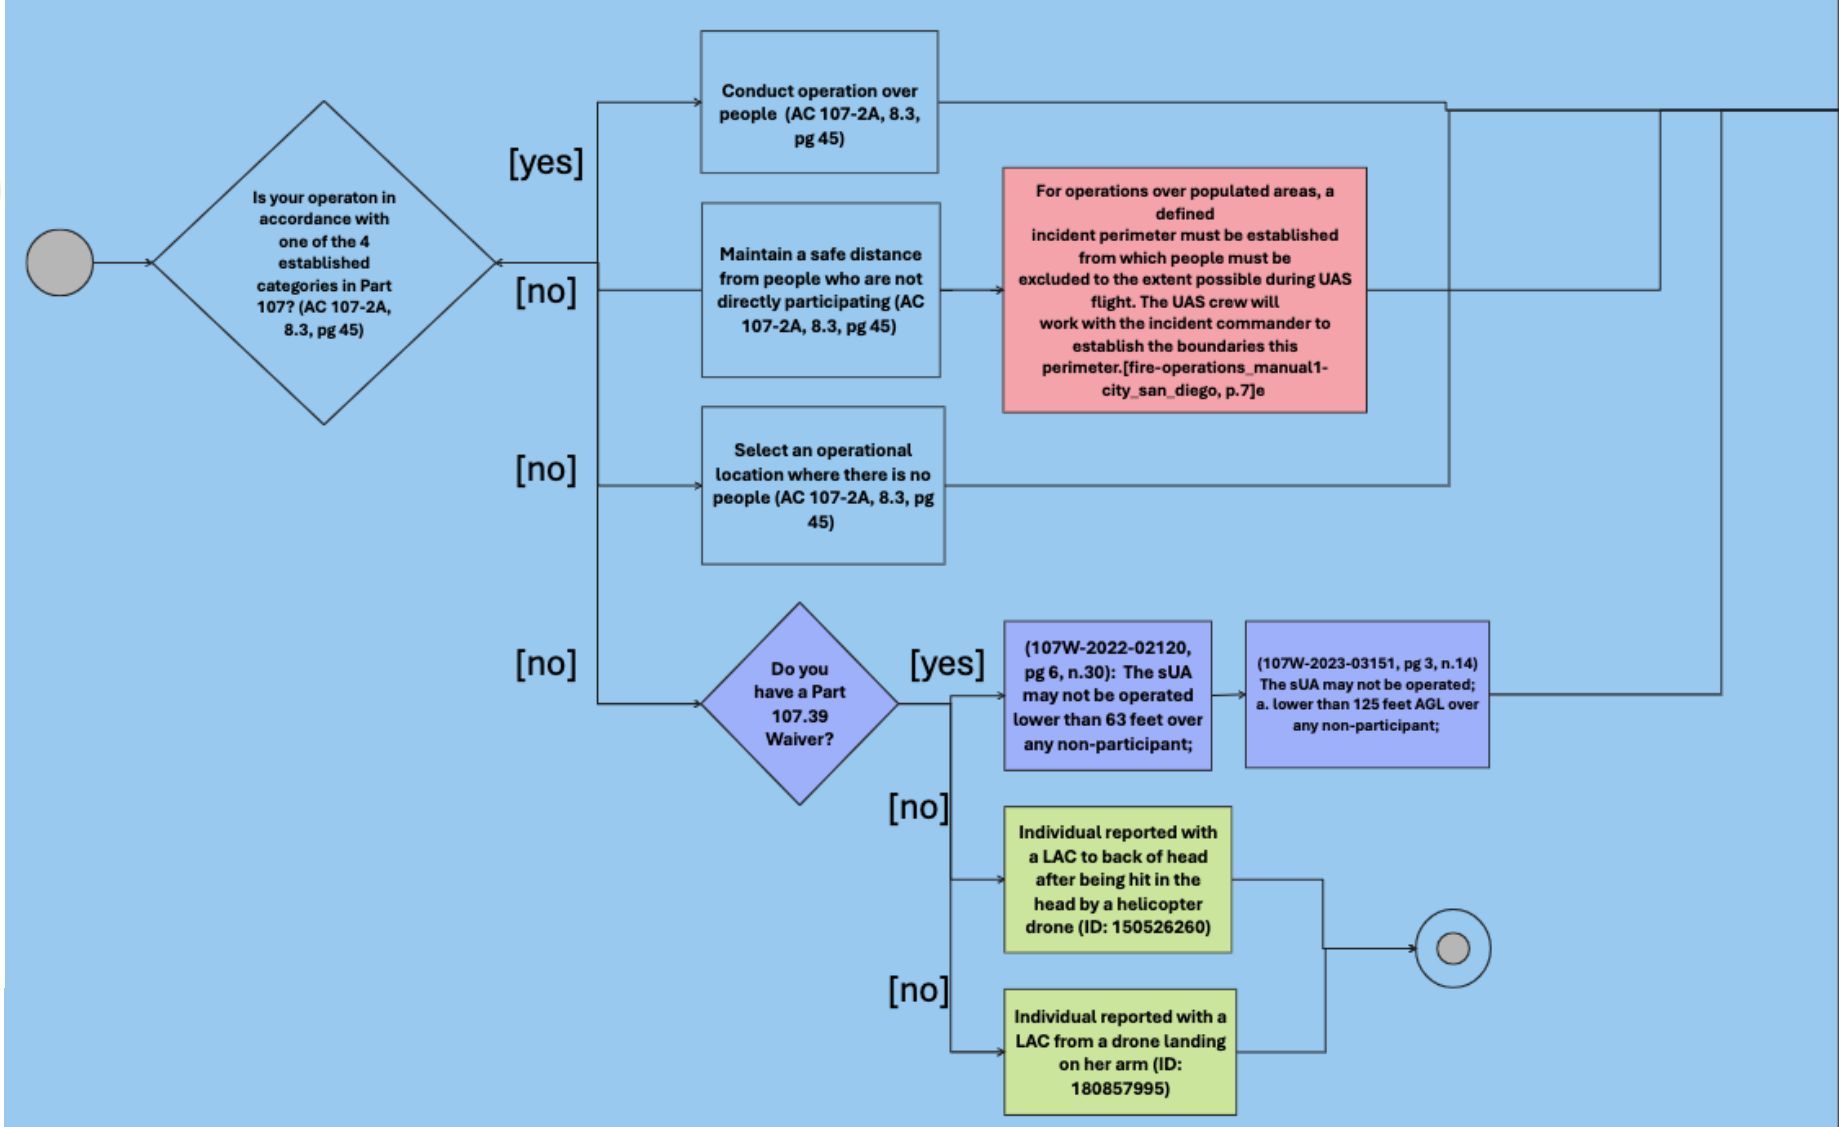 Is your operaton in
accordance with
one of the 4
established
categories in Part
107? (AC 107-2A,
8.3, pg 45)
[yes]
Conduct operation over
people (AC 107-2A, 8.3,
pg 45)
[no]
Maintain a safe distance
from people who are not
directly participating (AC
107-2A, 8.3, pg 45)
For operations over populated areas, a
defined
incident perimeter must be established
from which people must be
excluded to the extent possible during UAS
flight. The UAS crew will
work with the incident commander to
establish the boundaries this
perimeter.[fire-operations_manual1-
city_san_diego, p.7]e
[no]
Select an operational
location where there is no
people (AC 107-2A, 8.3, pg
45)
[no]
Do you
have a Part
107.39
Waiver?
[yes]
(107W-2022-02120,
pg 6, n.30): The sUA
may not be operated
lower than 63 feet over
any non-participant;
(107W-2023-03151, pg 3, n.14)
The sUA may not be operated;
a. lower than 125 feet AGL over
any non-participant;
[no]
Individual reported with
a LAC to back of head
after being hit in the
head by a helicopter
drone (ID: 150526260)
[no]
Individual reported with a
LAC from a drone landing
on her arm (ID:
180857995)